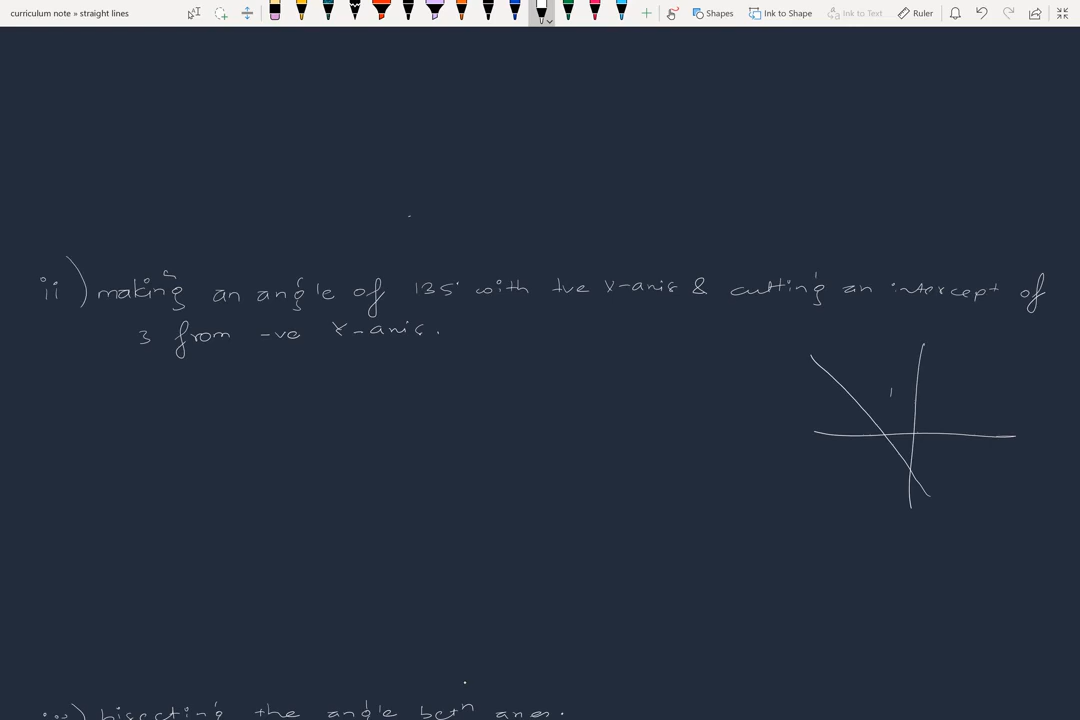 curriculum note » straight lines
Shapes Ink to Shape Ink to Text Ruler
ii) making an angle of 135° with +ve X-axis & cutting an intercept of
3 from -ve X-axis.
iii) bisecting the angle betn axes.